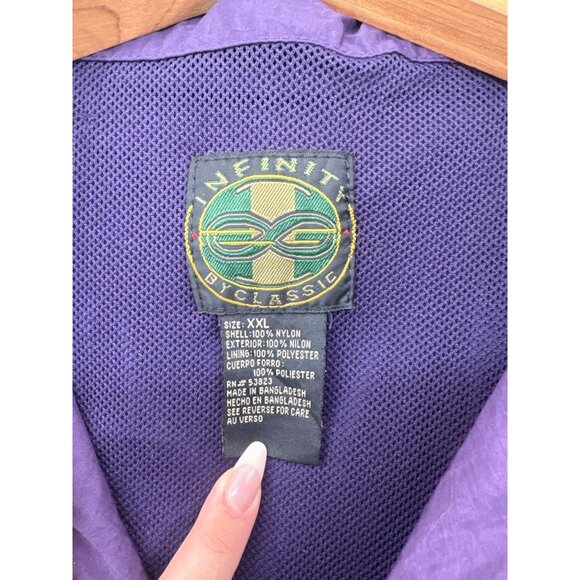 INFINITY
BY CLASSIC
SIZE: XXL
SHELL: 100% NYLON
EXTERIOR: 100% NILON
LINING: 100% POLYESTER
CUERPO FORRO:
100% POLIESTER
RN# 53823
MADE IN BANGLADESH
HECHO EN BANGLADESH
SEE REVERSE FOR CARE
AU VERSO